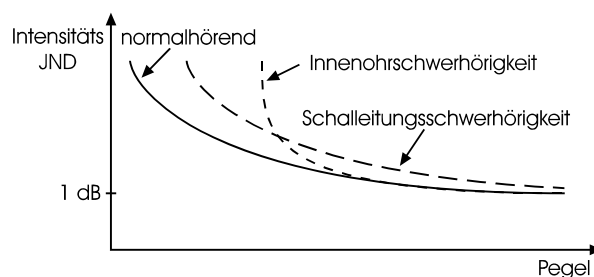 Intensitäts
JND
normalhörend
Innenohrschwerhörigkeit
Schalleitungsschwerhörigkeit
1 dB
Pegel